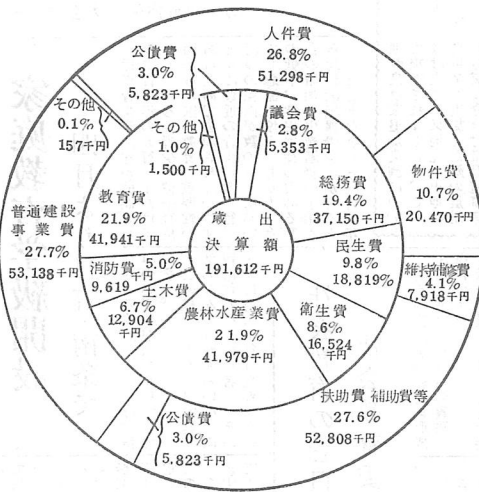 人件費
26.8%
51,298千円
公債費
3.0%
5,823千円
その他
0.1%
157千円
その他
1.0%
1,500千円
議会費
2.8%
5,353千円
総務費
19.4%
37,150千円
物件費
10.7%
20.470千円
教育費
21.9%
41,941千円
歳出
決算額
191,612千円
民生費
9.8%
18,819%
普通建設
事業費
27.7%
53,138千円
消防費
5.0%
9,619千円
土木費
6.7%
12,904
千円
農林水産業費
21.9%
41,979千円
衛生費
8.6%
16,524
千円
維持補修費
4.1%
7,918千円
扶助費 補助費等
27.6%
52,808千円
公債費
3.0%
5,823千円